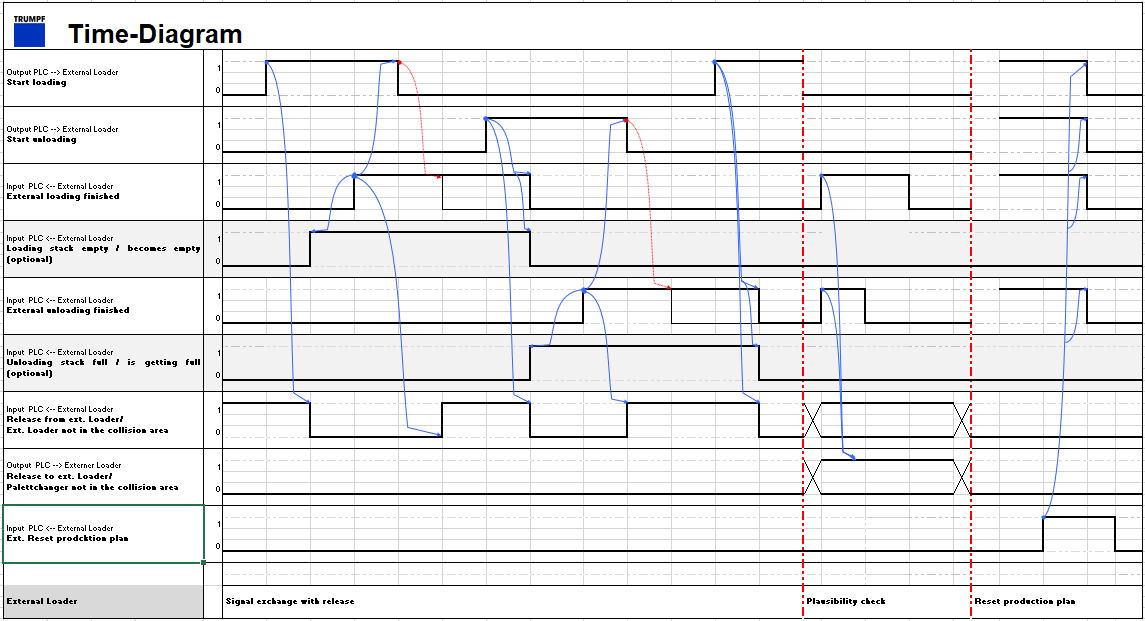 TRUMPF
Time-Diagram
Output PLC --> External Loader
Start loading
1
0
Output PLC --> External Loader
Start unloading
1
0
Input PLC <-- External Loader
External loading finished
1
0
Input PLC <-- External Loader
Loading stack empty / becomes empty
(optional)
1
0
Input PLC <-- External Loader
External unloading finished
1
0
Input PLC <-- External Loader
Unloading stack full / is getting full
(optional)
1
0
Input PLC <-- External Loader
Release from ext. Loader/
Ext. Loader not in the collision area
1
0
Output PLC --> Externer Loader
Release to ext. Loader/
Palettchanger not in the collision area
1
0
Input PLC <-- External Loader
Ext. Reset prodcktion plan
1
0
External Loader
Signal exchange with release
Plausibility check
Reset production plan